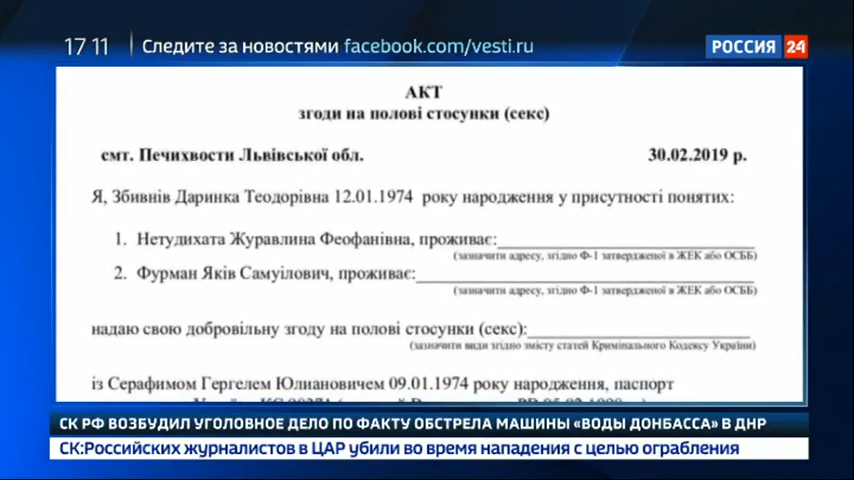 17 11 Следите за новостями facebook.com/vesti.ru РОССИЯ 24
АКТ
згоди на полові стосунки (секс)
смт. Печихвости Львівської обл. 30.02.2019 р.
Я, Збивнів Даринка Теодорівна 12.01.1974 року народження у присутності понятих:
1. Нетудихата Журавлина Феофанівна, проживає:
(зазначити адресу, згідно Ф-1 затвердженої в ЖЕК або ОСББ)
2. Фурман Яків Самуілович, проживає:
(зазначити адресу, згідно Ф-1 затвердженої в ЖЕК або ОСББ)
надаю свою добровільну згоду на полові стосунки (секс):
(зазначити види згідно змісту статей Кримінального Кодексу України)
із Серафимом Гергелем Юлиановичем 09.01.1974 року народження, паспорт
СК РФ ВОЗБУДИЛ УГОЛОВНОЕ ДЕЛО ПО ФАКТУ ОБСТРЕЛА МАШИНЫ «ВОДЫ ДОНБАССА» В ДНР
СК:Российских журналистов в ЦАР убили во время нападения с целью ограбления